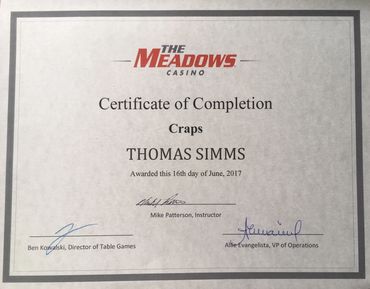 THE
MEADOWS
CASINO
Certificate of Completion
Craps
THOMAS SIMMS
Awarded this 16th day of June, 2017
Mike Patterson, Instructor
Ben Kowalski, Director of Table Games
Alfie Evangelista, VP of Operations